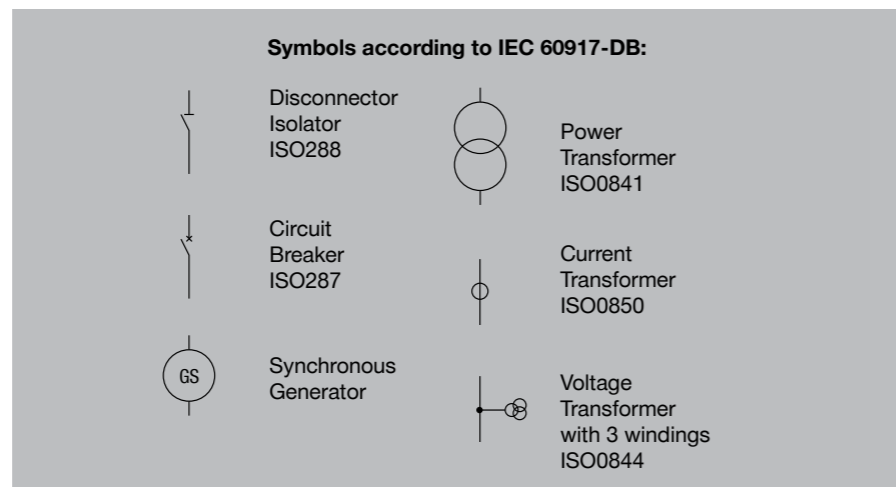 Symbols according to IEC 60917-DB:
Disconnector
Isolator
ISO288
Circuit
Breaker
ISO287
GS
Synchronous
Generator
Power
Transformer
ISO0841
Current
Transformer
ISO0850
Voltage
Transformer
with 3 windings
ISO0844